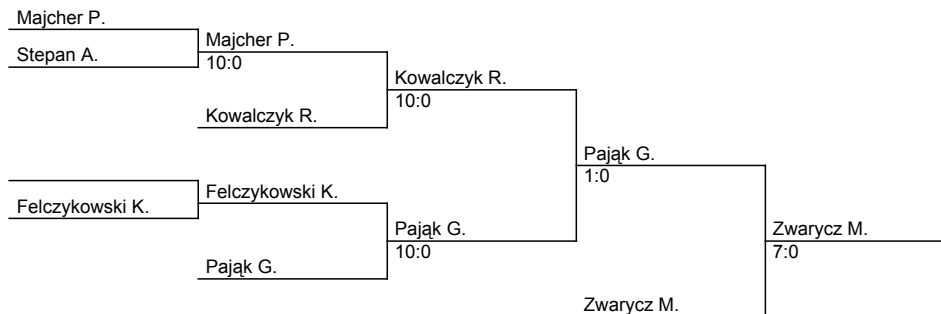 Majcher P.
Stepan A.
Majcher P.
10:0
Kowalczyk R.
Kowalczyk R.
10:0
Felczykowski K.
Felczykowski K.
Pająk G.
Pająk G.
10:0
Pająk G.
1:0
Zwarycz M.
Zwarycz M.
7:0